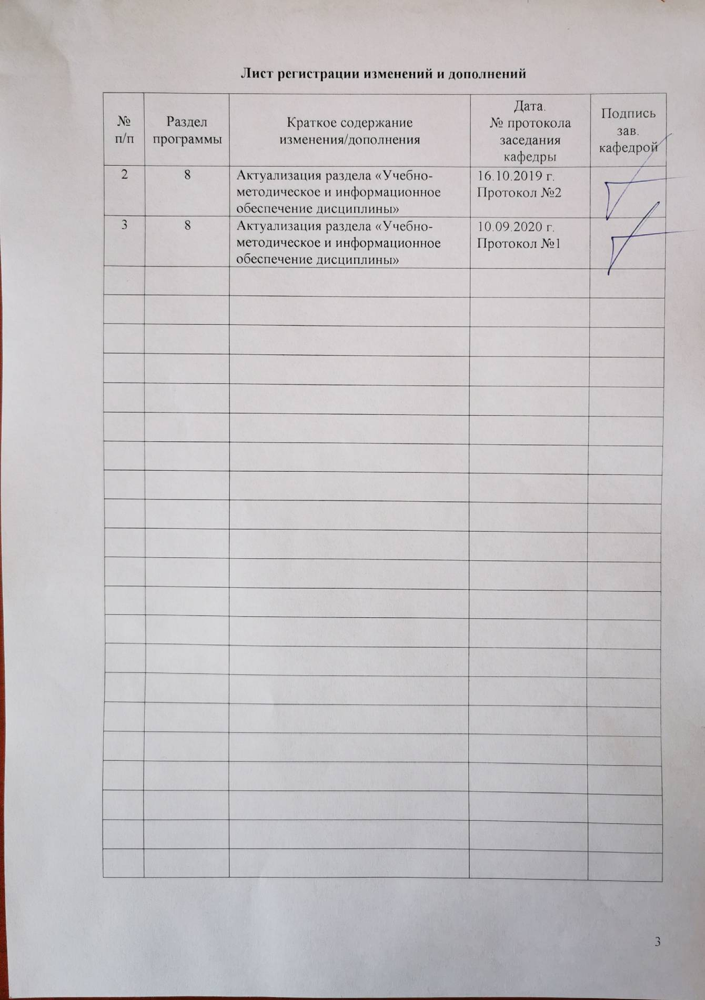 Лист регистрации изменений и дополнений
№
п/п
Раздел
программы
Краткое содержание
изменения/дополнения
Дата.
№ протокола
заседания
кафедры
Подпись
зав.
кафедрой
2
8
Актуализация раздела «Учебно-
методическое и информационное
обеспечение дисциплины»
16.10.2019 г.
Протокол №2
3
8
Актуализация раздела «Учебно-
методическое и информационное
обеспечение дисциплины»
10.09.2020 г.
Протокол №1
3